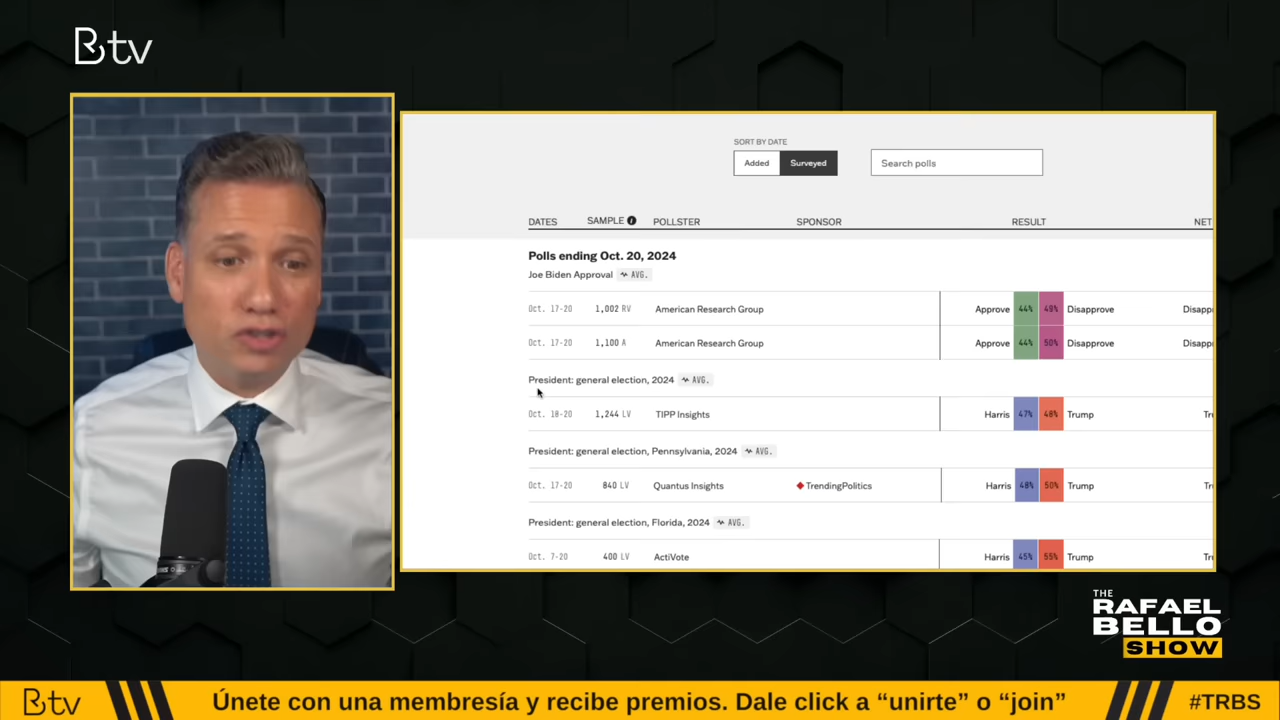 Btv
SORT BY DATE
Added Surveyed Search polls
DATES SAMPLE i POLLSTER SPONSOR RESULT NET
Polls ending Oct. 20, 2024
Joe Biden Approval AVG.
Oct. 17-20 1,002 RV American Research Group Approve 44% 49% Disapprove Disapp
Oct. 17-20 1,100 A American Research Group Approve 44% 50% Disapprove Disapp
President: general election, 2024 AVG.
Oct. 18-20 1,244 LV TIPP Insights Harris 47% 48% Trump Tr
President: general election, Pennsylvania, 2024 AVG.
Oct. 17-20 840 LV Quantus Insights TrendingPolitics Harris 48% 50% Trump Tr
President: general election, Florida, 2024 AVG.
Oct. 7-20 400 LV ActiVote Harris 45% 55% Trump Tr
THE
RAFAEL
BELLO
SHOW
Btv Únete con una membresía y recibe premios. Dale click a “unirte” o “join” #TRBS